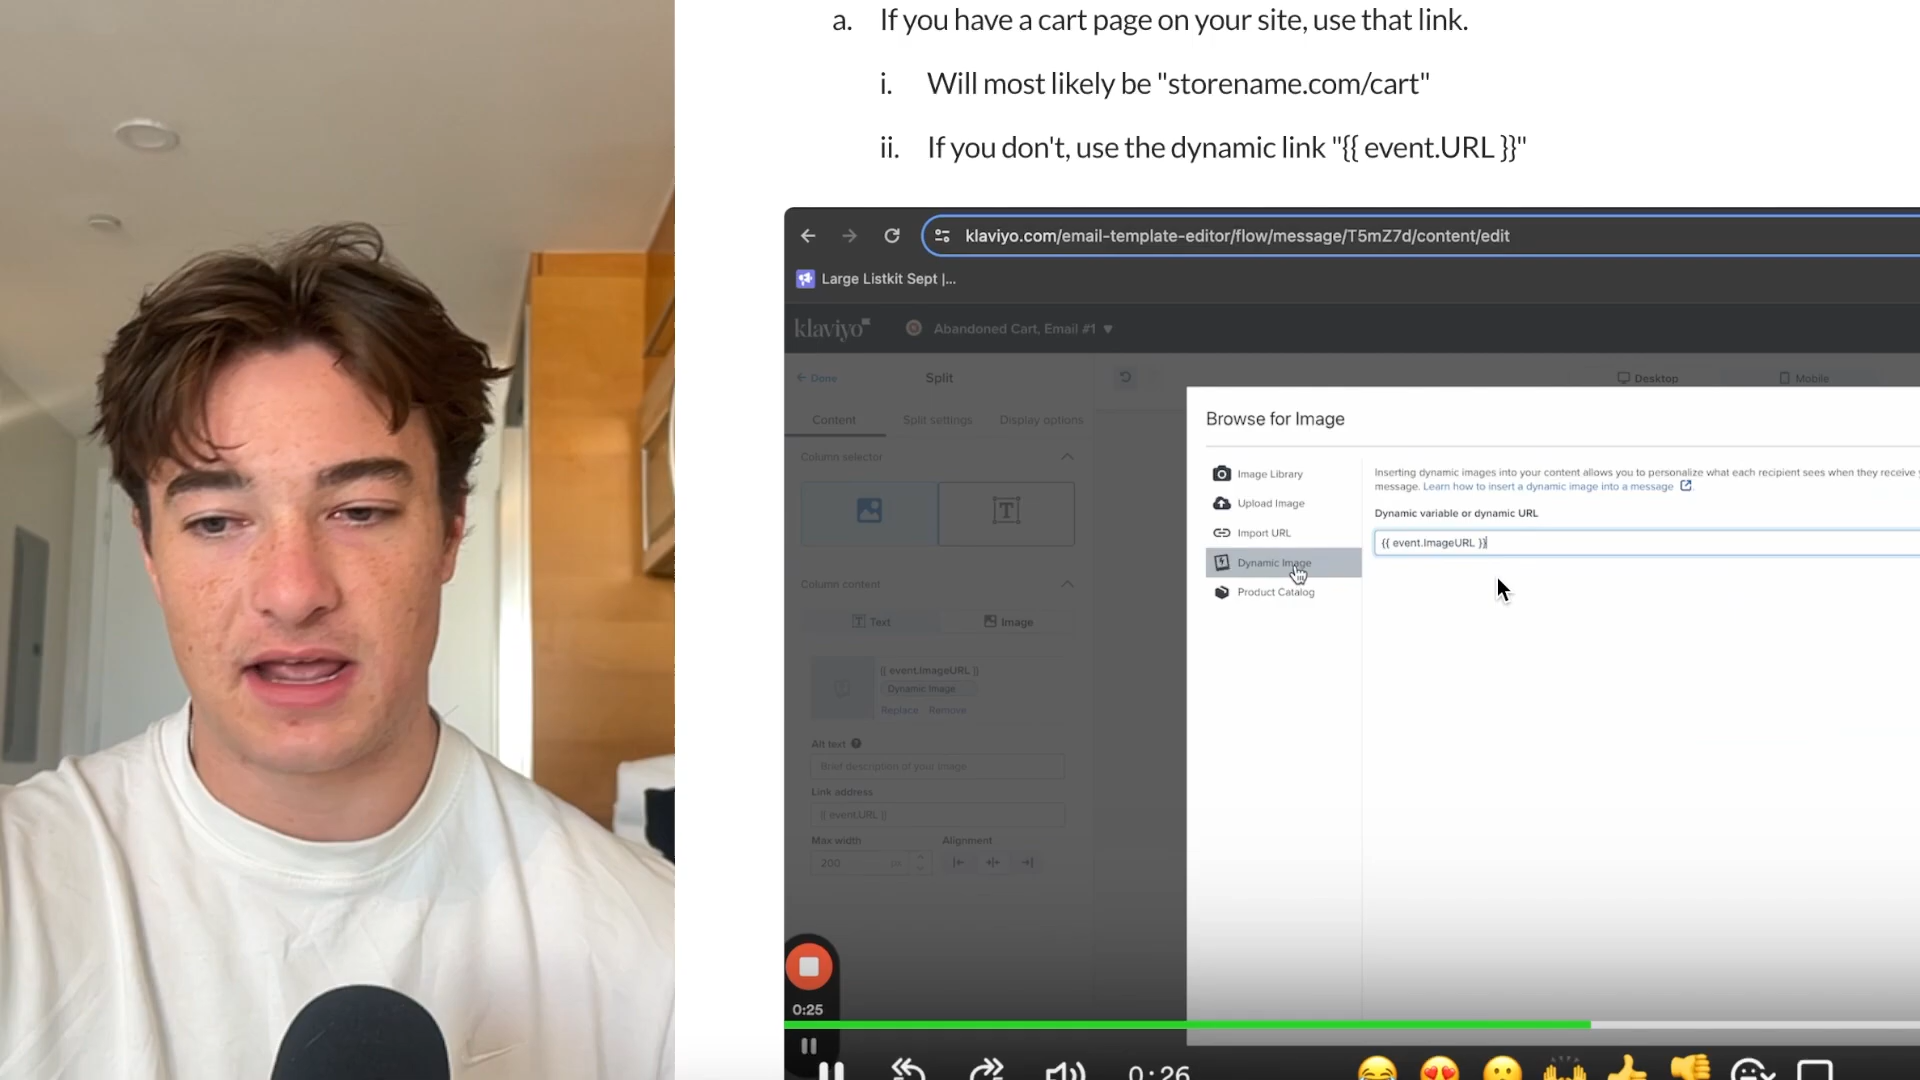 a. If you have a cart page on your site, use that link.
i. Will most likely be "storename.com/cart"
ii. If you don't, use the dynamic link "{{ event.URL }}"
klaviyo.com/email-template-editor/flow/message/T5mZ7d/content/edit
Large Listkit Sept |...
klaviyo
Abandoned Cart, Email #1
Done
Split
Desktop
Mobile
Content
Split settings
Display options
Column selector
Column content
Text
Image
{{ event.ImageURL }}
Dynamic Image
Replace
Remove
Alt text
Brief description of your image
Link address
{{ event.URL }}
Max width
Alignment
200
px
Browse for Image
Image Library
Upload Image
Import URL
Dynamic Image
Product Catalog
Inserting dynamic images into your content allows you to personalize what each recipient sees when they receive
message. Learn how to insert a dynamic image into a message
Dynamic variable or dynamic URL
{{ event.ImageURL }}
0:25
0:26